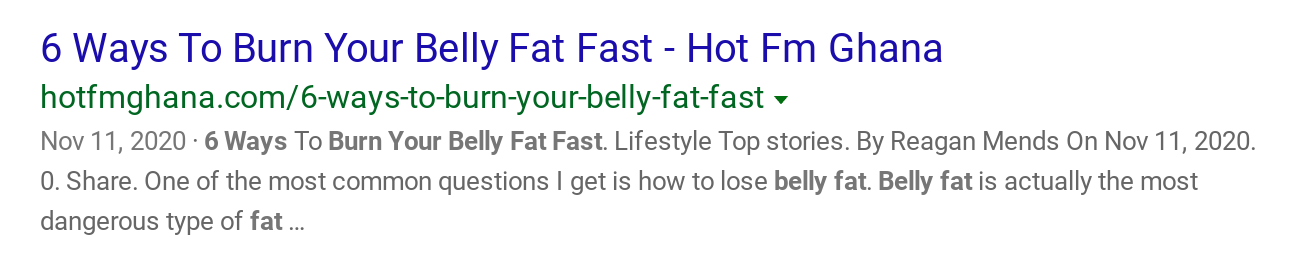 6 Ways To Burn Your Belly Fat Fast - Hot Fm Ghana
hotfmghana.com/6-ways-to-burn-your-belly-fat-fast
Nov 11, 2020 · 6 Ways To Burn Your Belly Fat Fast. Lifestyle Top stories. By Reagan Mends On Nov 11, 2020.
0. Share. One of the most common questions I get is how to lose belly fat. Belly fat is actually the most
dangerous type of fat ...